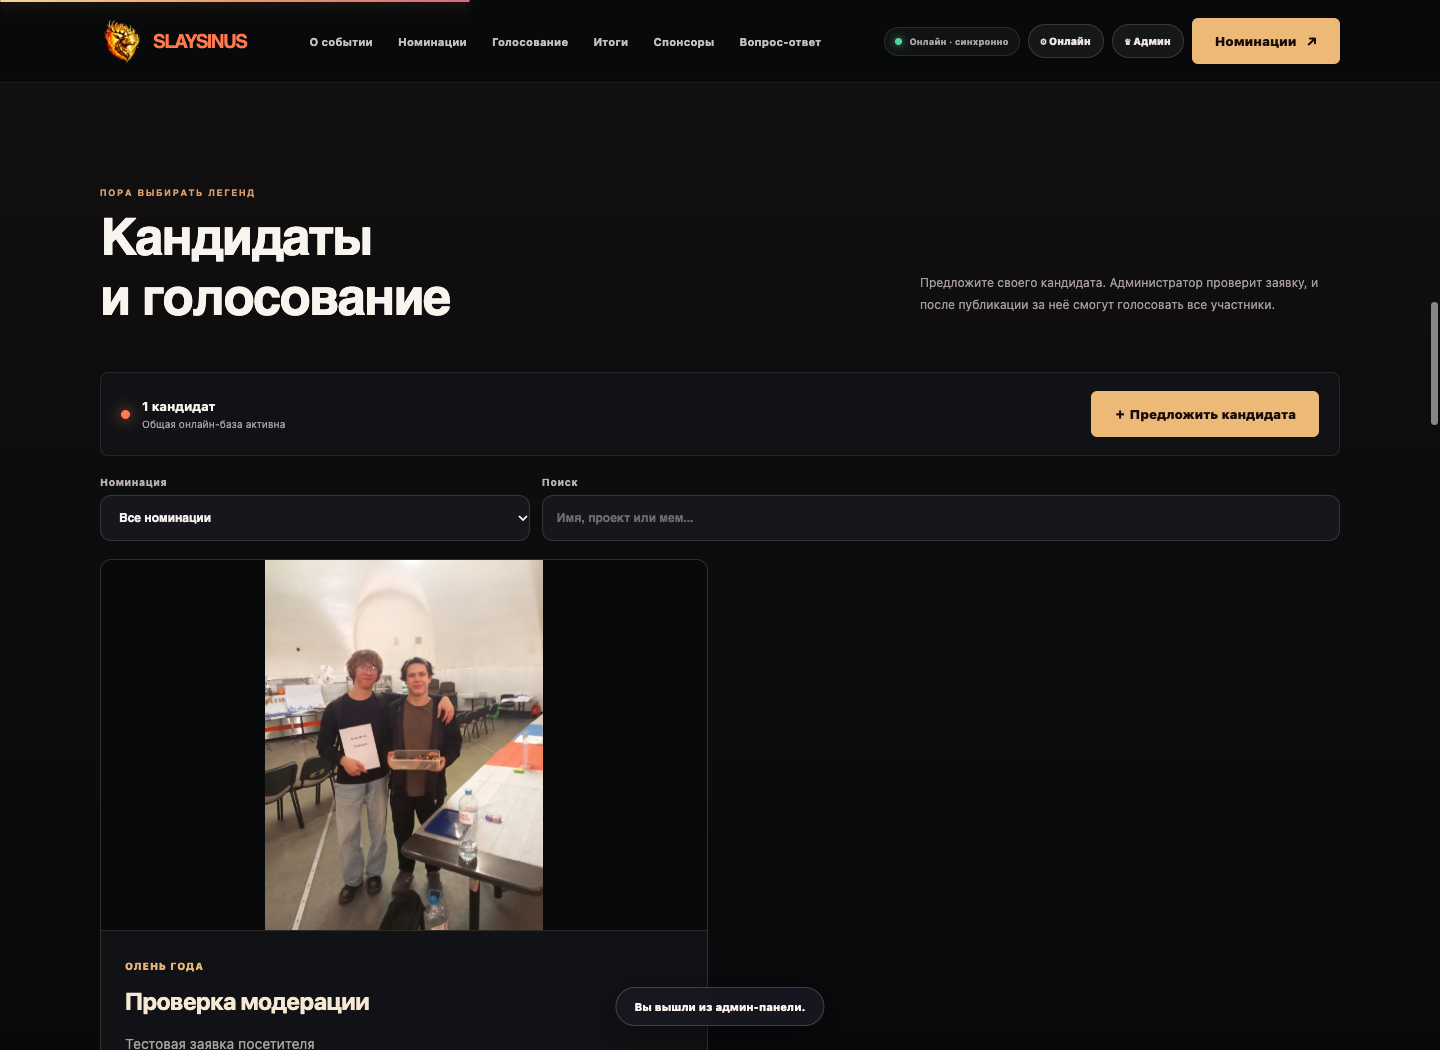 SLAYSINUS
О событии
Номинации
Голосование
Итоги
Спонсоры
Вопрос-ответ
Онлайн · синхронно
Онлайн
Админ
Номинации ↗
ПОРА ВЫБИРАТЬ ЛЕГЕНД
Кандидаты
и голосование
Предложите своего кандидата. Администратор проверит заявку, и
после публикации за неё смогут голосовать все участники.
1 кандидат
Общая онлайн-база активна
+ Предложить кандидата
Номинация
Поиск
Все номинации
Имя, проект или мем...
ОЛЕНЬ ГОДА
Проверка модерации
Вы вышли из админ-панели.
Тестовая заявка посетителя